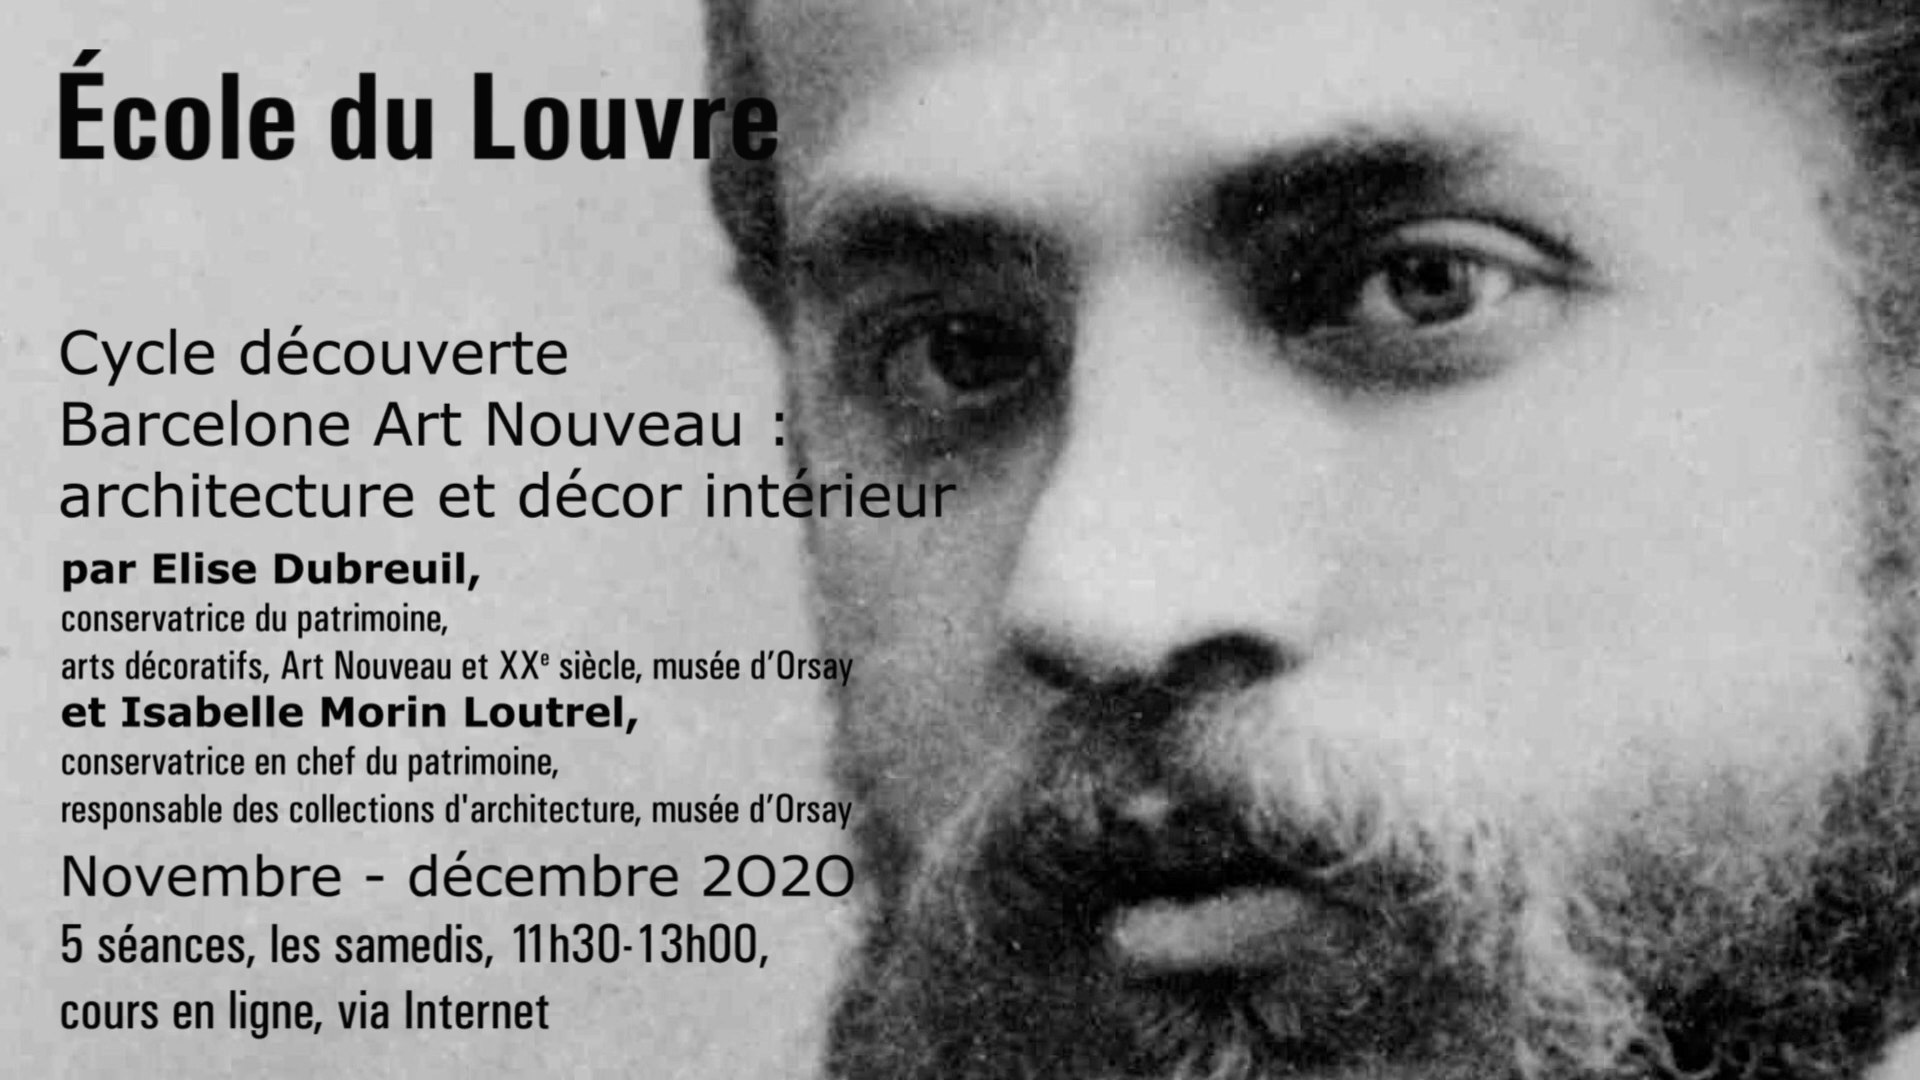 École du Louvre
Cycle découverte
Barcelone Art Nouveau :
architecture et décor intérieur
par Elise Dubreuil,
conservatrice du patrimoine,
arts décoratifs, Art Nouveau et XXᵉ siècle, musée d’Orsay
et Isabelle Morin Loutrel,
conservatrice en chef du patrimoine,
responsable des collections d'architecture, musée d’Orsay
Novembre - décembre 2020
5 séances, les samedis, 11h30-13h00,
cours en ligne, via Internet